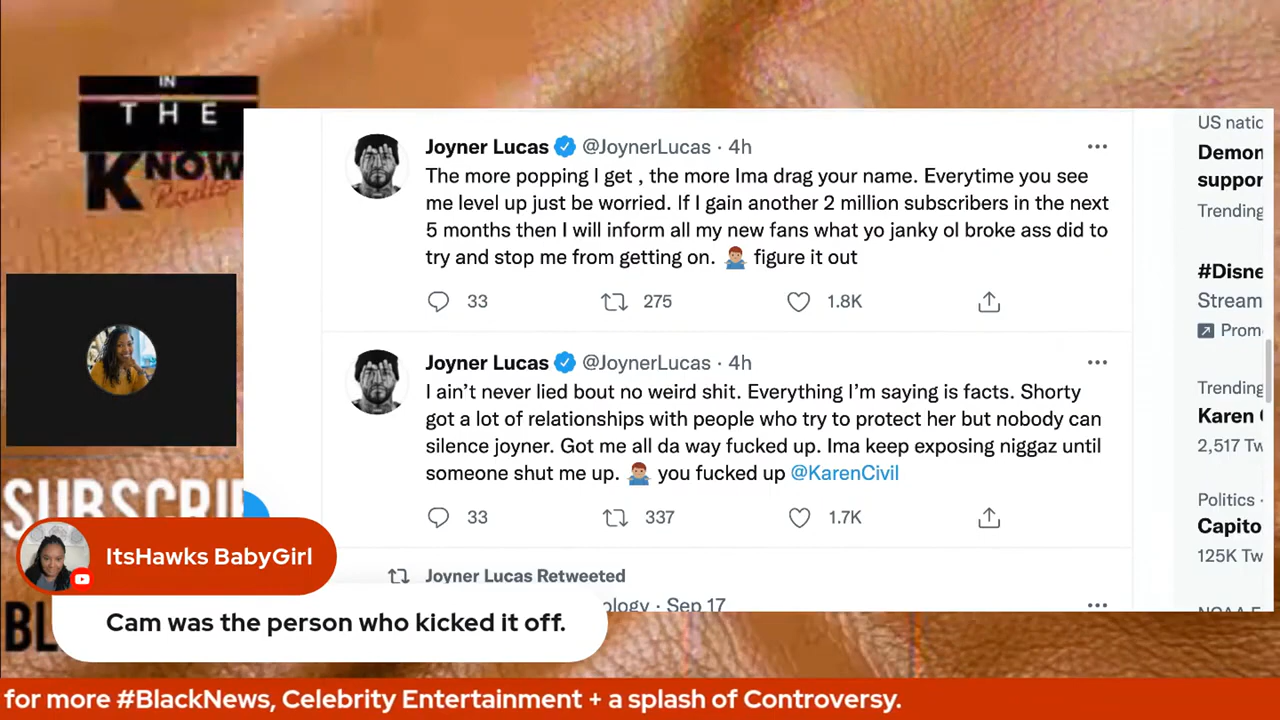 IN
THE
KNOW
Radio
Joyner Lucas @JoynerLucas · 4h
The more popping I get , the more Ima drag your name. Everytime you see
me level up just be worried. If I gain another 2 million subscribers in the next
5 months then I will inform all my new fans what yo janky ol broke ass did to
try and stop me from getting on. 🤷🏽‍♂️ figure it out
33 275 1.8K
Joyner Lucas @JoynerLucas · 4h
I ain’t never lied bout no weird shit. Everything I’m saying is facts. Shorty
got a lot of relationships with people who try to protect her but nobody can
silence joyner. Got me all da way fucked up. Ima keep exposing niggaz until
someone shut me up. 🤷🏽‍♂️ you fucked up @KarenCivil
33 337 1.7K
Joyner Lucas Retweeted
ology · Sep 17
US natic
Demon
suppor
Trending
#Disne
Stream
Prom
Trending
Karen
2,517 Tw
Politics ·
Capito
125K Tw
SUBSCRI
BL
ItsHawks BabyGirl
Cam was the person who kicked it off.
for more #BlackNews, Celebrity Entertainment + a splash of Controversy.